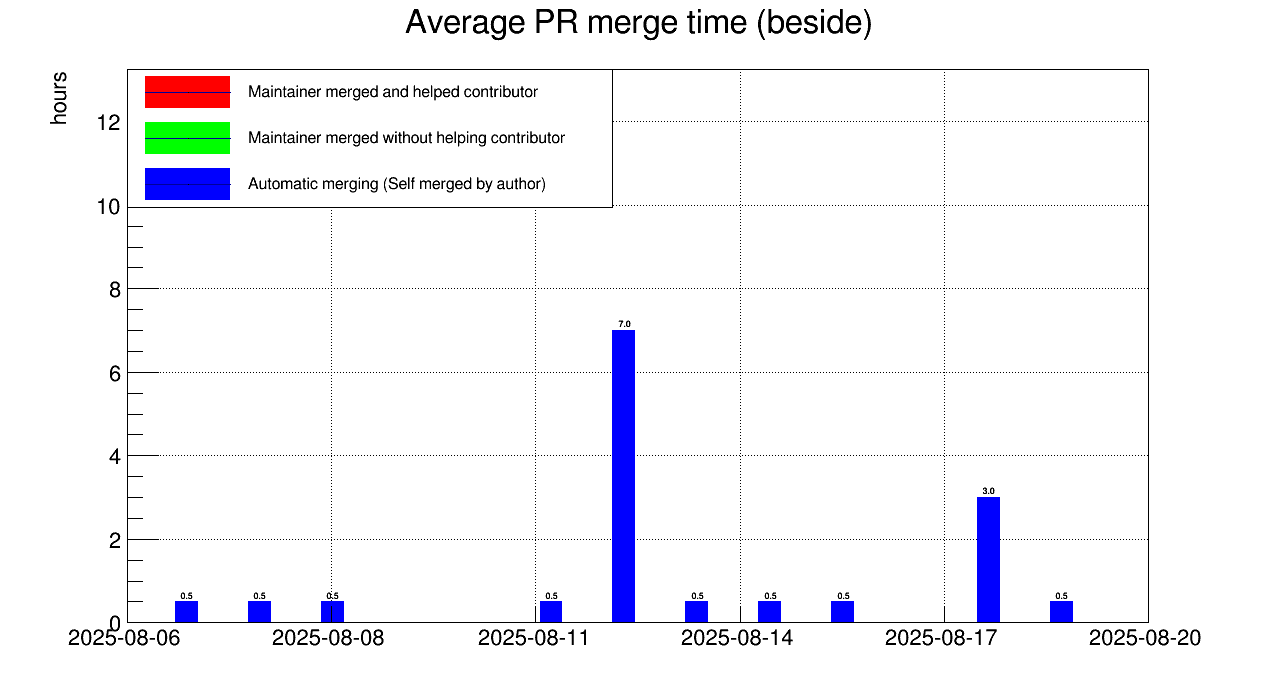 Average PR merge time (beside)
hours
Maintainer merged and helped contributor
Maintainer merged without helping contributor
Automatic merging (Self merged by author)
12
10
8
6
4
2
0
7.0
3.0
0.5 0.5 0.5 0.5 0.5 0.5 0.5 0.5
2025-08-06 2025-08-08 2025-08-11 2025-08-14 2025-08-17 2025-08-20